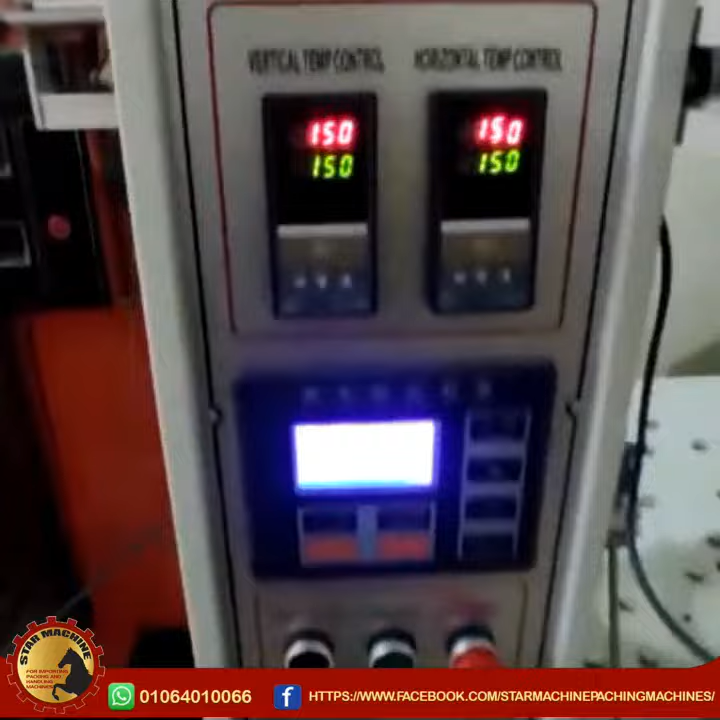 VERTICAL TEMP CONTROL
HORIZONTAL TEMP CONTROL
150
150
150
150
STAR MACHINE
FOR IMPORTING
PACKING AND
HANDLING
MACHINES
01064010066
HTTPS://WWW.FACEBOOK.COM/STARMACHINEPACHINGMACHINES/